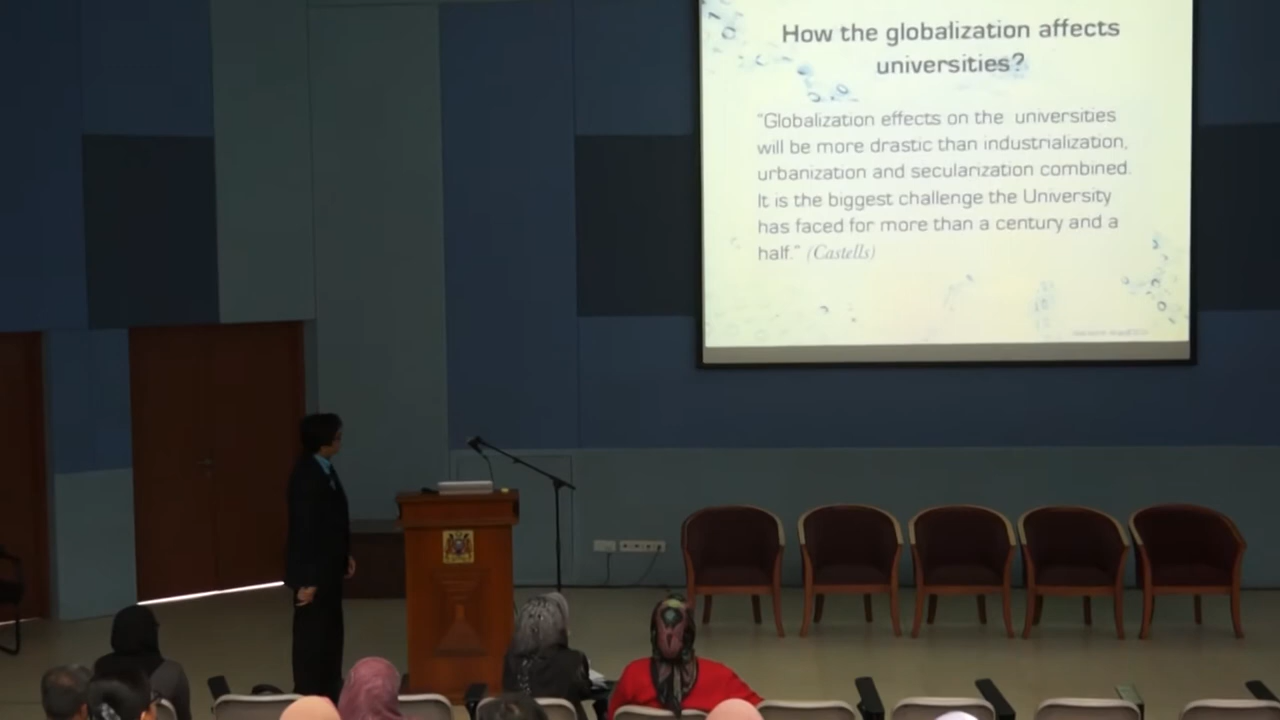 How the globalization affects
universities?
"Globalization effects on the universities
will be more drastic than industrialization,
urbanization and secularization combined.
It is the biggest challenge the University
has faced for more than a century and a
half." (Castells)